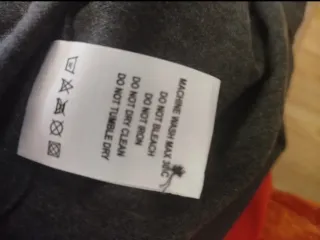 MACHINE WASH MAX 30C
DO NOT BLEACH
DO NOT IRON
DO NOT DRY CLEAN
DO NOT TUMBLE DRY